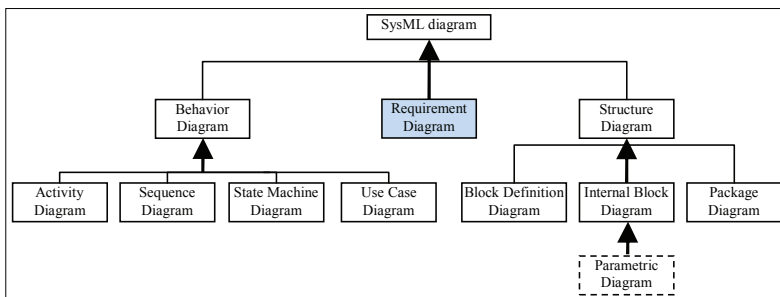 SysML diagram
Behavior
Diagram
Requirement
Diagram
Structure
Diagram
Activity
Diagram
Sequence
Diagram
State Machine
Diagram
Use Case
Diagram
Block Definition
Diagram
Internal Block
Diagram
Package
Diagram
Parametric
Diagram